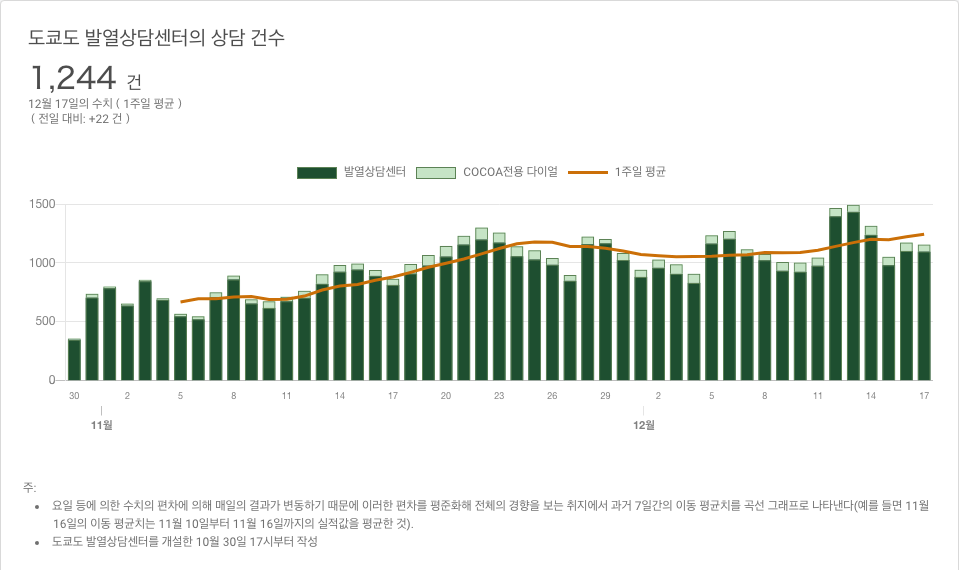 도쿄도 발열상담센터의 상담 건수
1,244 건
12월 17일의 수치 ( 1주일 평균 )
( 전일 대비: +22 건 )
발열상담센터 COCOA전용 다이얼 1주일 평균
1500
1000
500
0
30 2 5 8 11 14 17 20 23 26 29 2 5 8 11 14 17
11월 12월
주:
요일 등에 의한 수치의 편차에 의해 매일의 결과가 변동하기 때문에 이러한 편차를 평준화해 전체의 경향을 보는 취지에서 과거 7일간의 이동 평균치를 곡선 그래프로 나타낸다(예를 들면 11월
16일의 이동 평균치는 11월 10일부터 11월 16일까지의 실적값을 평균한 것).
도쿄도 발열상담센터를 개설한 10월 30일 17시부터 작성